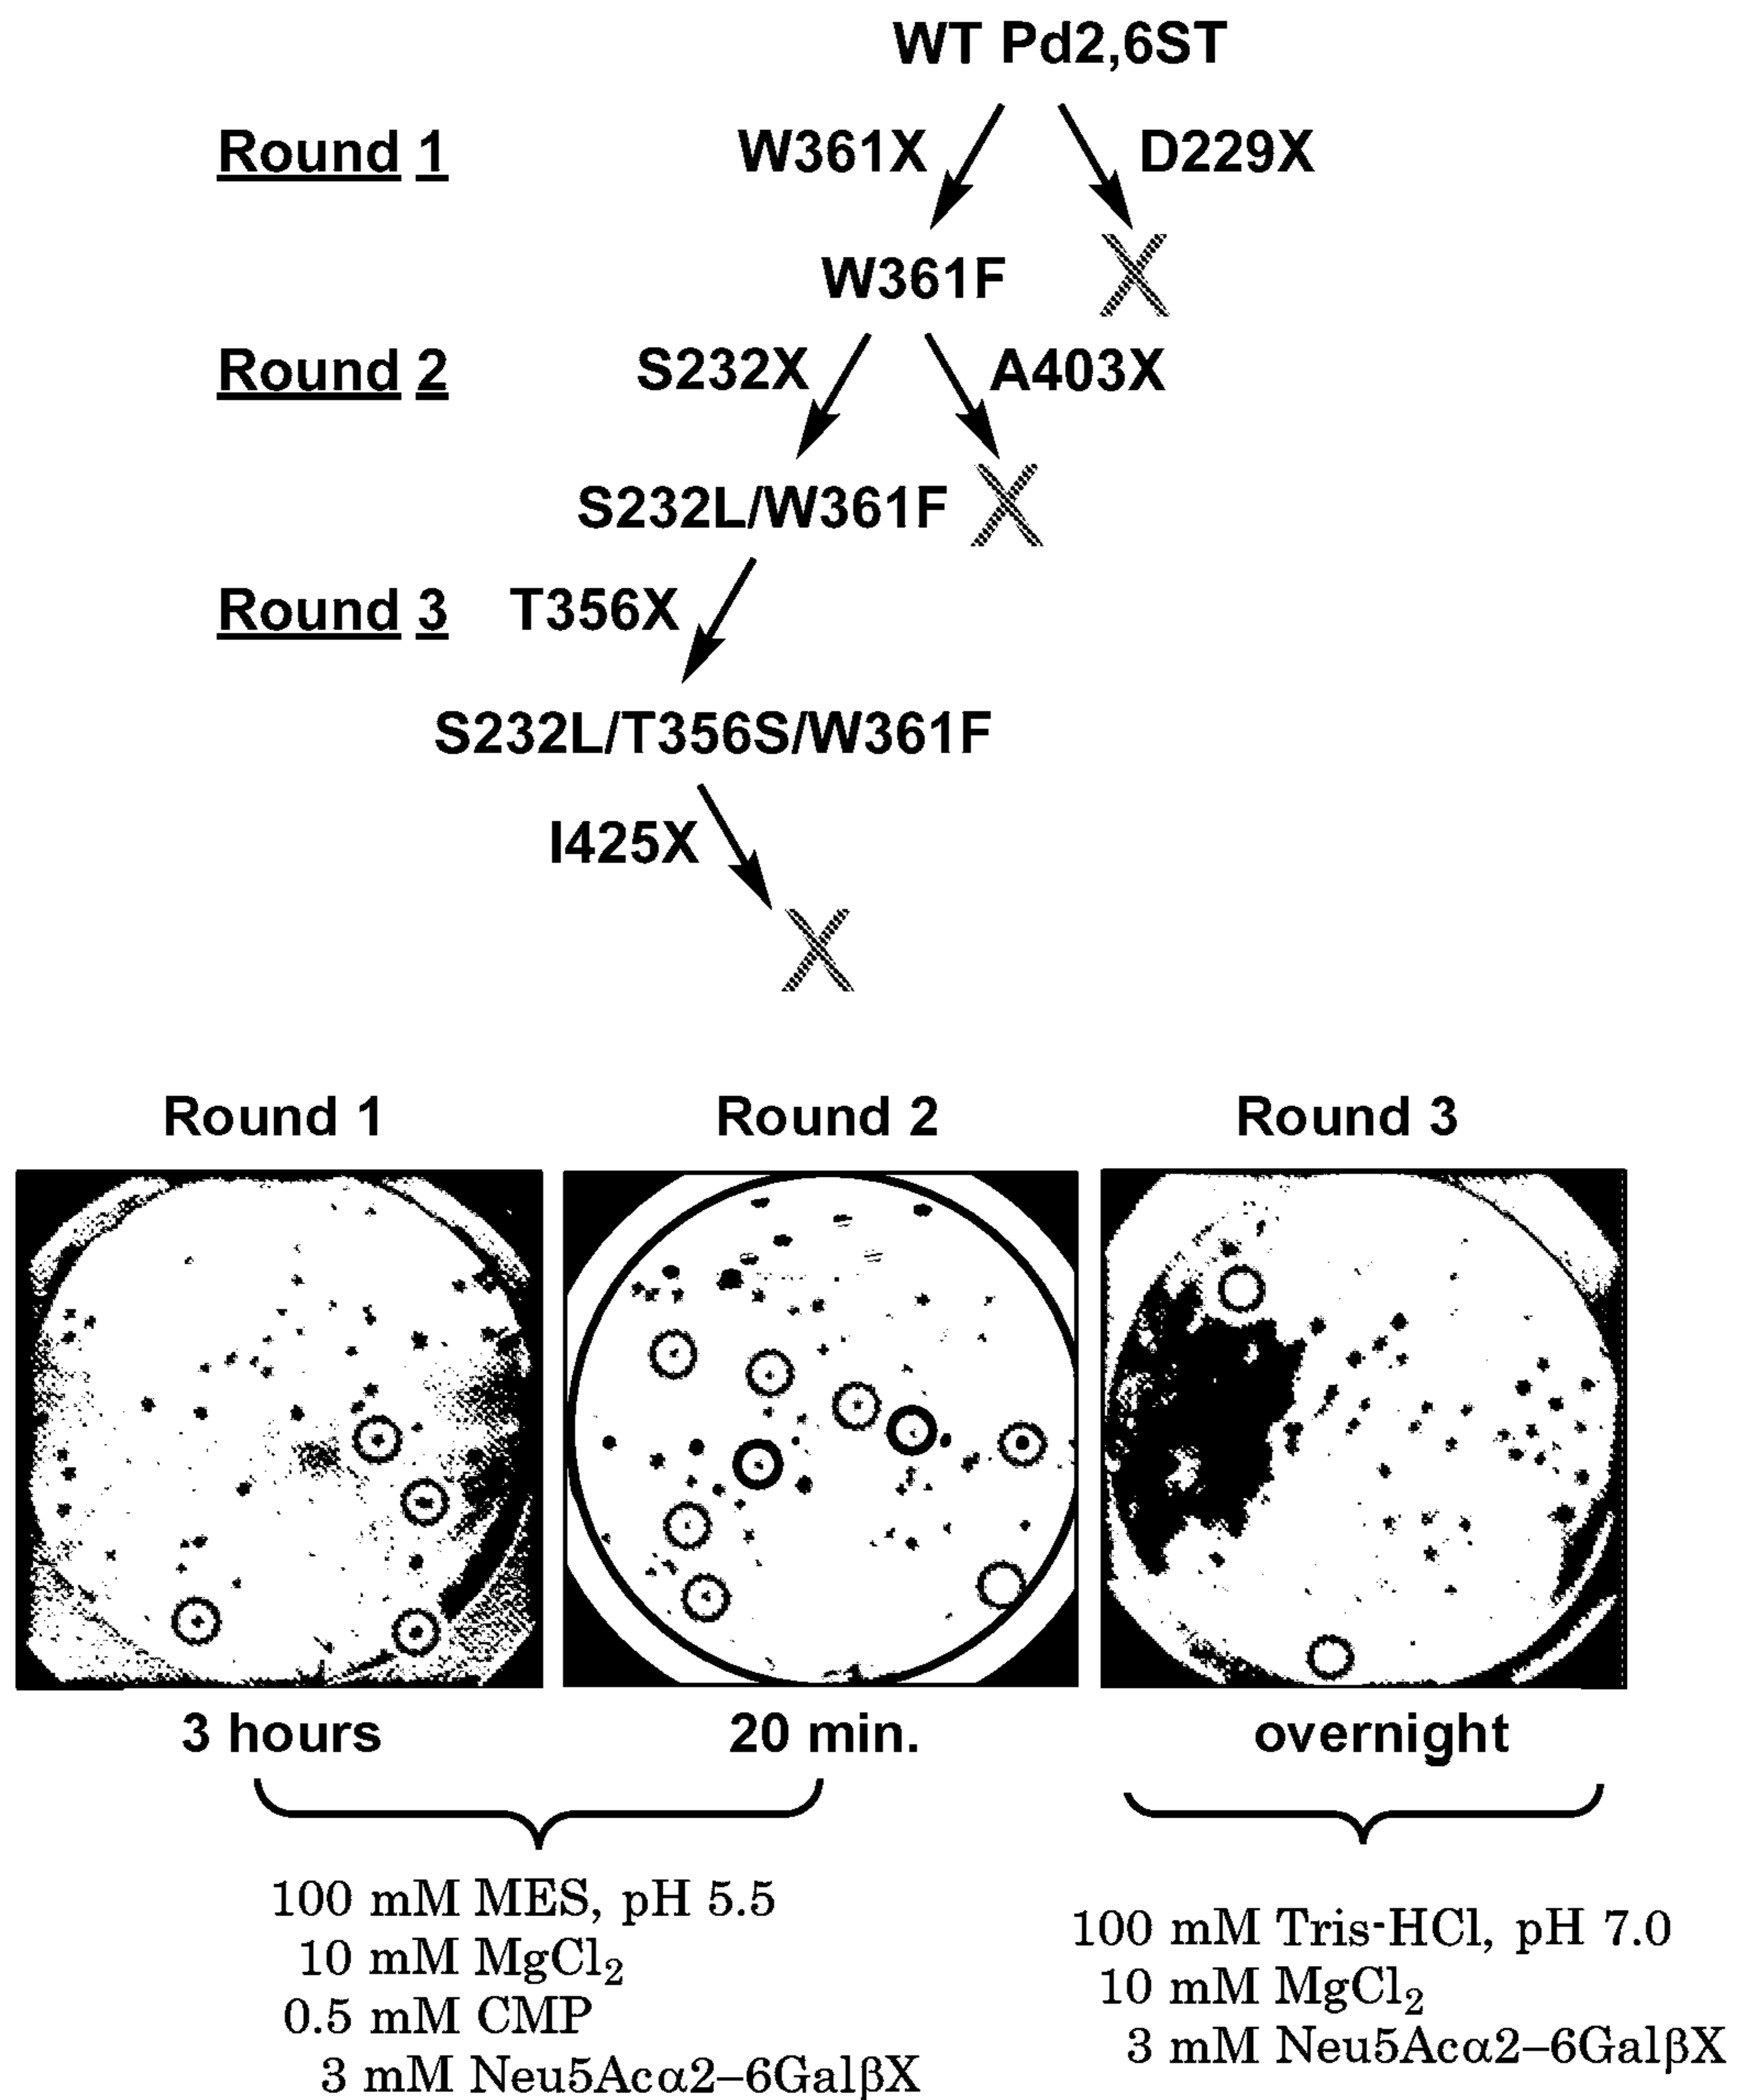 WT Pd2,6ST
Round 1
W361X
D229X
W361F
X
Round 2
S232X
A403X
S232L/W361F
X
Round 3
T356X
S232L/T356S/W361F
I425X
X
Round 1
Round 2
Round 3
3 hours
20 min.
overnight
100 mM MES, pH 5.5
10 mM MgCl₂
0.5 mM CMP
3 mM Neu5Acα2–6GalβX
100 mM Tris-HCl, pH 7.0
10 mM MgCl₂
3 mM Neu5Acα2–6GalβX